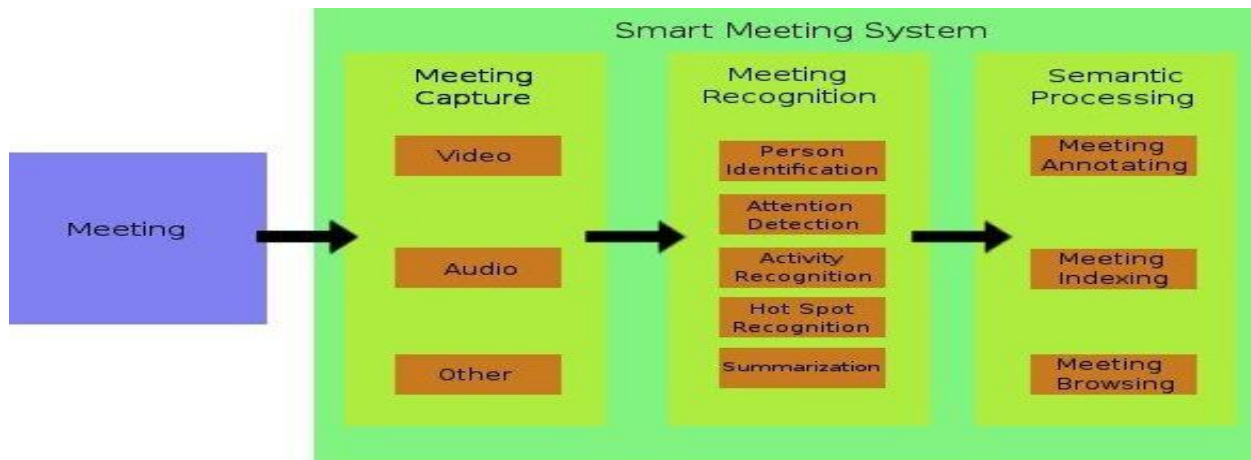 Smart Meeting System
Meeting
Meeting
Capture
Video
Audio
Other
Meeting
Recognition
Person
Identification
Attention
Detection
Activity
Recognition
Hot Spot
Recognition
Summarization
Semantic
Processing
Meeting
Annotating
Meeting
Indexing
Meeting
Browsing